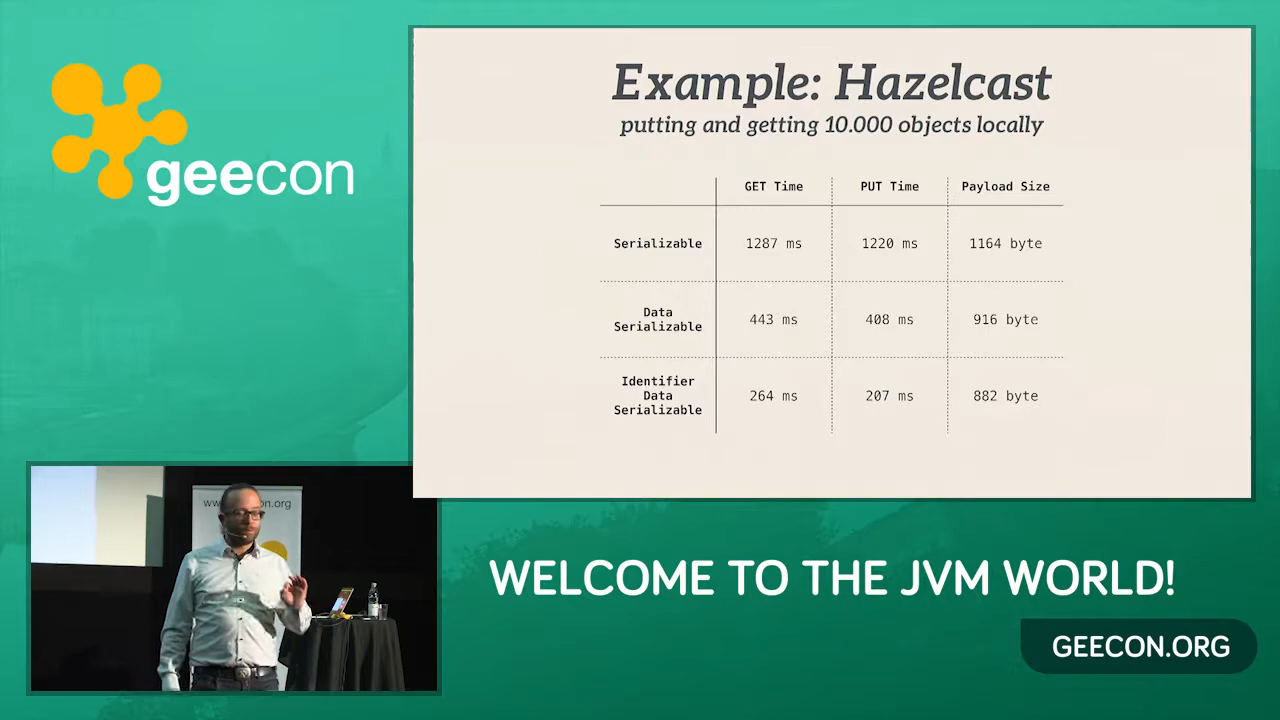 geecon
Example: Hazelcast
putting and getting 10.000 objects locally
GET Time PUT Time Payload Size
Serializable 1287 ms 1220 ms 1164 byte
Data
Serializable 443 ms 408 ms 916 byte
Identifier
Data
Serializable 264 ms 207 ms 882 byte
WELCOME TO THE JVM WORLD!
GEECON.ORG